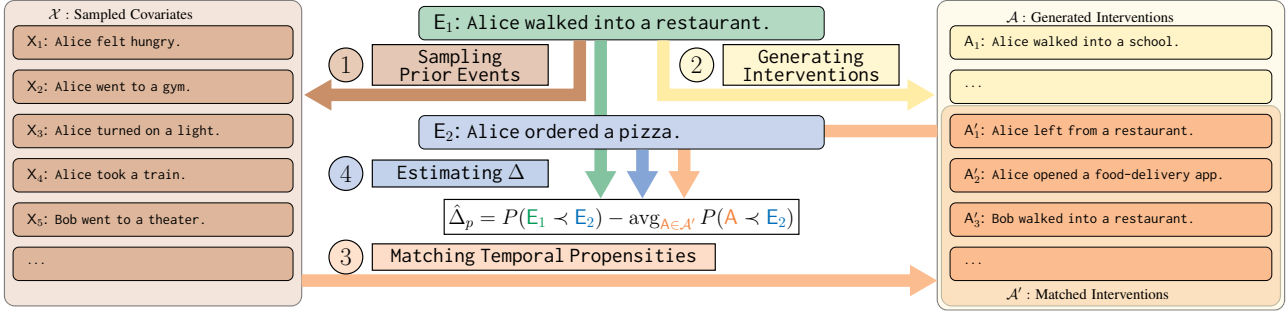 𝒳 : Sampled Covariates
X₁: Alice felt hungry.
X₂: Alice went to a gym.
X₃: Alice turned on a light.
X₄: Alice took a train.
X₅: Bob went to a theater.
...
E₁: Alice walked into a restaurant.
1 Sampling
Prior Events
2 Generating
Interventions
E₂: Alice ordered a pizza.
4 Estimating Δ
Δ̂ₚ = P(E₁ ≺ E₂) − avg_{A∈𝒜′} P(A ≺ E₂)
3 Matching Temporal Propensities
𝒜 : Generated Interventions
A₁: Alice walked into a school.
...
A′₁: Alice left from a restaurant.
A′₂: Alice opened a food-delivery app.
A′₃: Bob walked into a restaurant.
...
𝒜′ : Matched Interventions